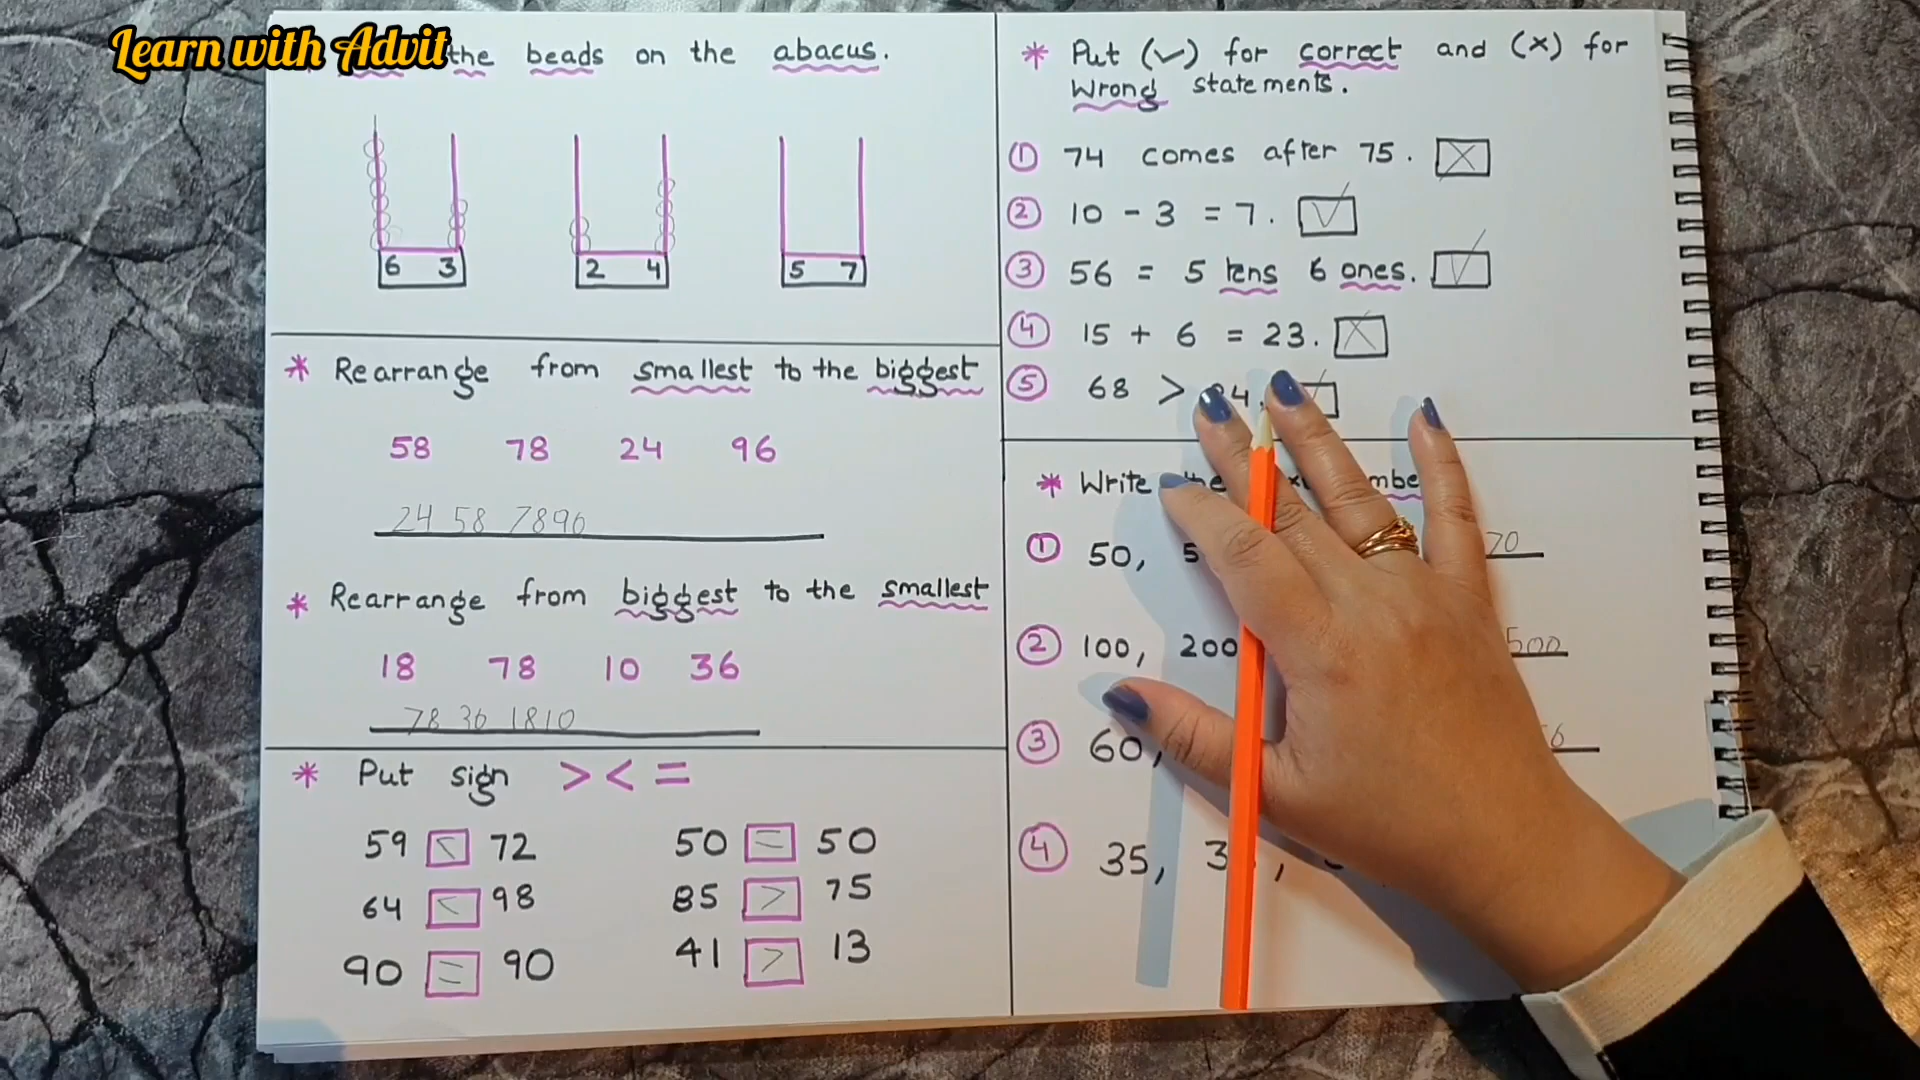 Learn with Advit
the beads on the abacus.
6 3
2 4
5 7
* Rearrange from smallest to the biggest
58 78 24 96
24 58 78 96
* Rearrange from biggest to the smallest
18 78 10 36
78 36 18 10
* Put sign > < =
59 < 72
50 = 50
64 < 98
85 > 75
90 = 90
41 > 13
* Put (✓) for correct and (×) for
wrong statements.
① 74 comes after 75. ×
② 10 - 3 = 7. ✓
③ 56 = 5 tens 6 ones. ✓
④ 15 + 6 = 23. ×
⑤ 68 >
* Write
① 50, 70
② 100, 200 500
③ 60,
④ 35,